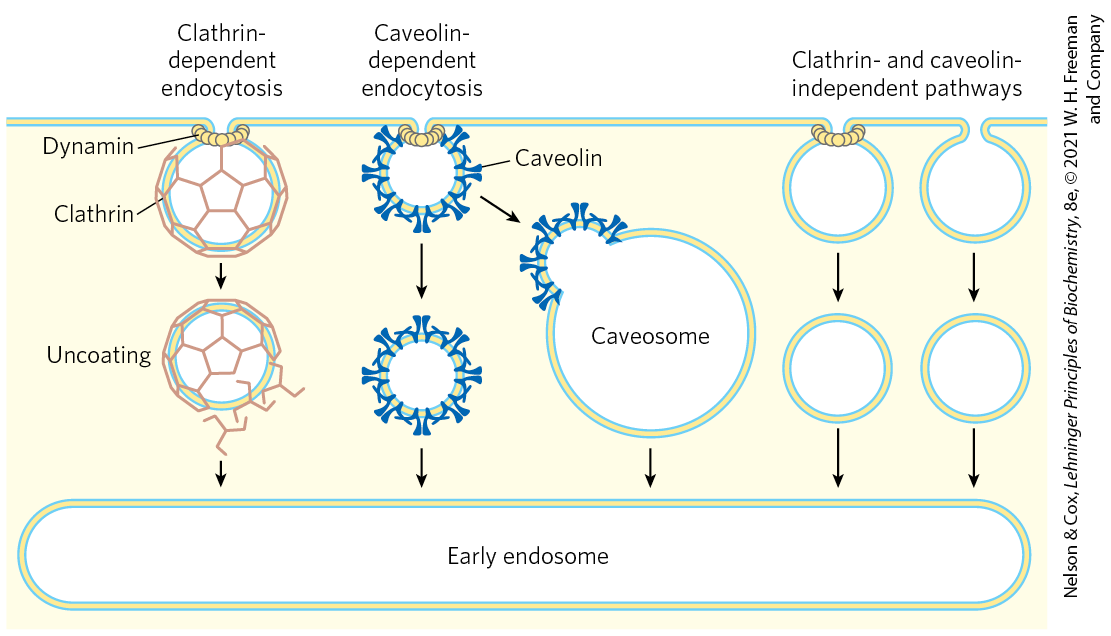 Clathrin-
dependent
endocytosis
Caveolin-
dependent
endocytosis
Clathrin- and caveolin-
independent pathways
Dynamin
Caveolin
Clathrin
Uncoating
Caveosome
Early endosome
Nelson & Cox, Lehninger Principles of Biochemistry, 8e, © 2021 W. H. Freeman
and Company